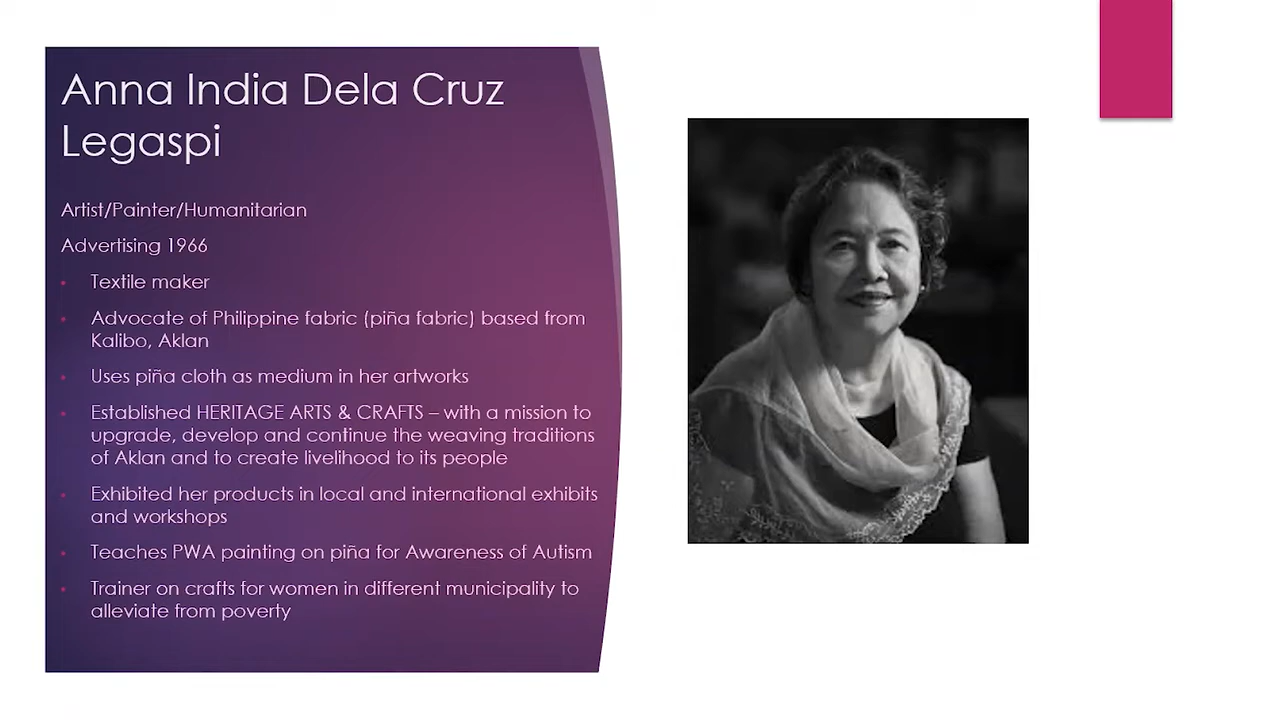 Anna India Dela Cruz
Legaspi
Artist/Painter/Humanitarian
Advertising 1966
• Textile maker
• Advocate of Philippine fabric (piña fabric) based from
Kalibo, Aklan
• Uses piña cloth as medium in her artworks
• Established HERITAGE ARTS & CRAFTS – with a mission to
upgrade, develop and continue the weaving traditions
of Aklan and to create livelihood to its people
• Exhibited her products in local and international exhibits
and workshops
• Teaches PWA painting on piña for Awareness of Autism
• Trainer on crafts for women in different municipality to
alleviate from poverty